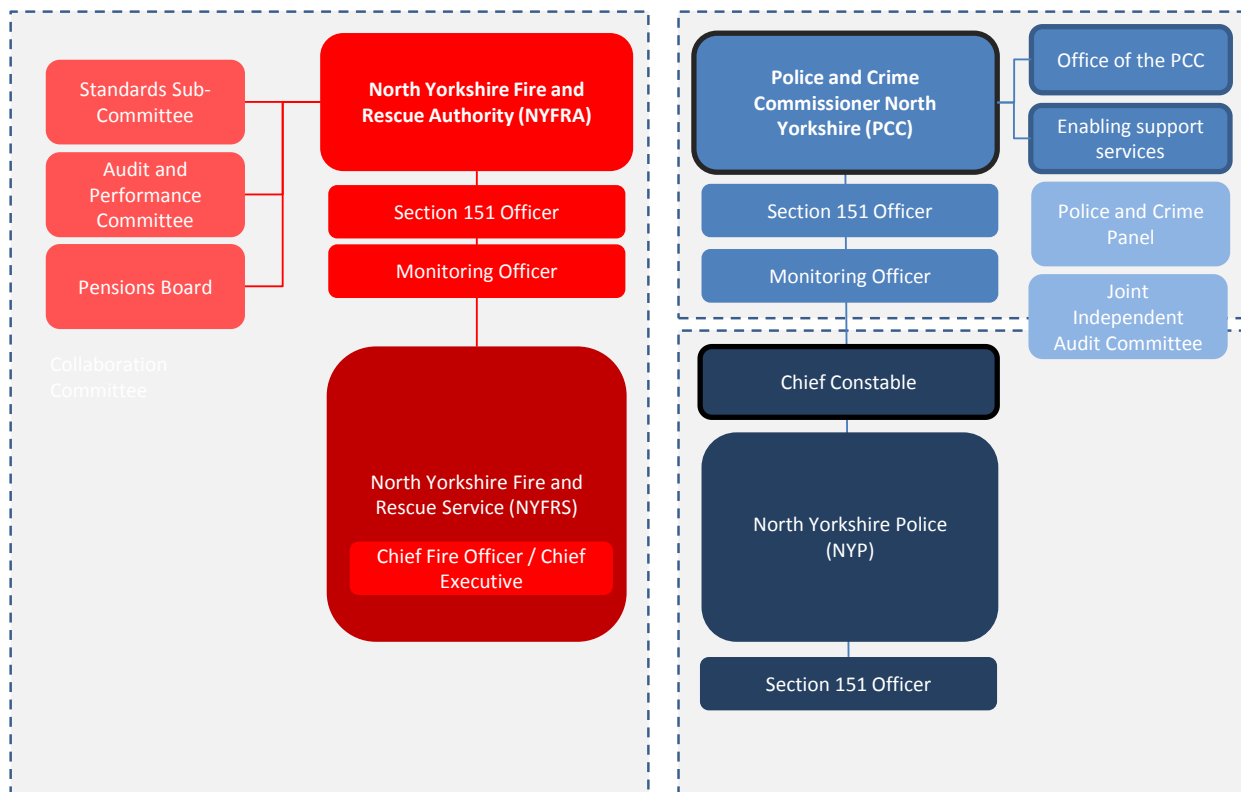 Standards Sub-
Committee
Audit and
Performance
Committee
Pensions Board
Collaboration
Committee
North Yorkshire Fire and
Rescue Authority (NYFRA)
Section 151 Officer
Monitoring Officer
North Yorkshire Fire and
Rescue Service (NYFRS)
Chief Fire Officer / Chief
Executive
Police and Crime
Commissioner North
Yorkshire (PCC)
Section 151 Officer
Monitoring Officer
Office of the PCC
Enabling support
services
Police and Crime
Panel
Joint
Independent
Audit Committee
Chief Constable
North Yorkshire Police
(NYP)
Section 151 Officer